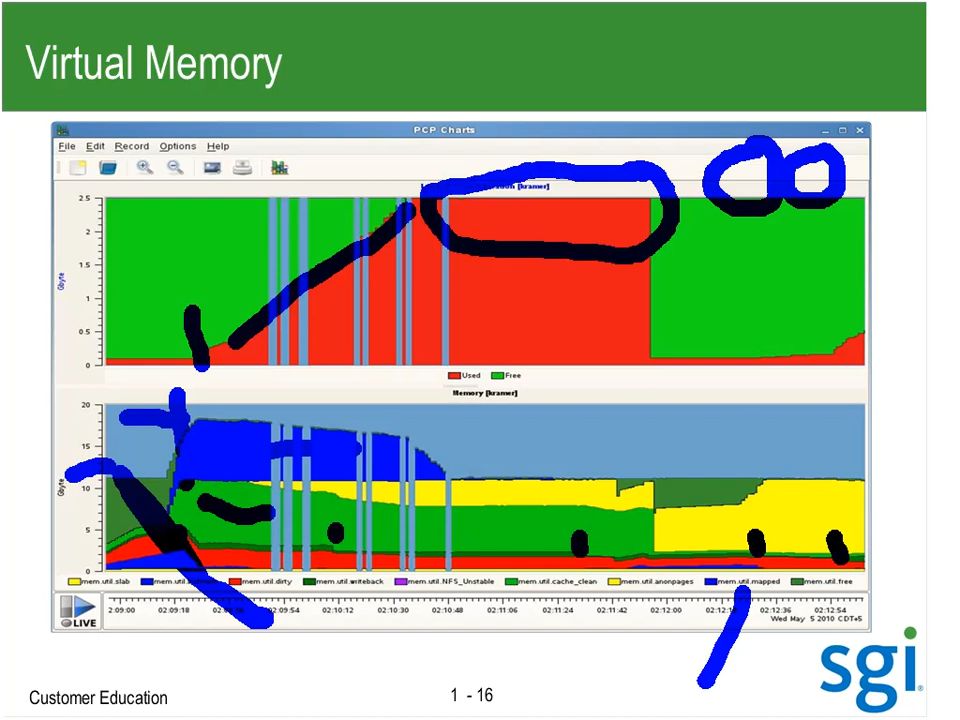 Virtual Memory
PCP Charts
File Edit Record Options Help
[kramer]
2.5
2
1.5
1
0.5
0
Gbyte
Used Free
Memory [kramer]
20
15
10
5
0
Gbyte
mem.util.slab mem.util.dirty mem.util.writeback mem.util.NFS_Unstable mem.util.cache_clean mem.util.anonpages mem.util.mapped mem.util.free
LIVE
2:09:00 02:09:18 02:09:54 02:10:12 02:10:30 02:10:48 02:11:06 02:11:24 02:11:42 02:12:00 02:12:36 02:12:54
Wed May 5 2010 CDT+5
Customer Education
1 - 16
sgi